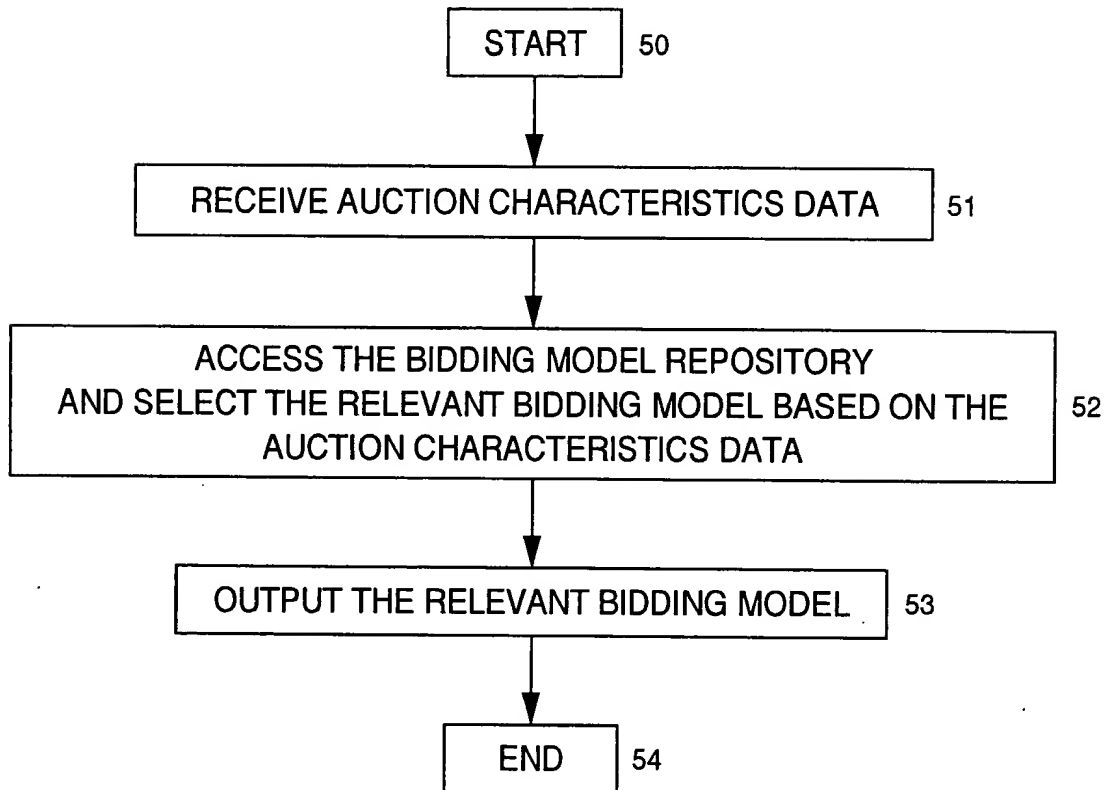 START 50
RECEIVE AUCTION CHARACTERISTICS DATA 51
ACCESS THE BIDDING MODEL REPOSITORY
AND SELECT THE RELEVANT BIDDING MODEL BASED ON THE 52
AUCTION CHARACTERISTICS DATA
OUTPUT THE RELEVANT BIDDING MODEL 53
END 54